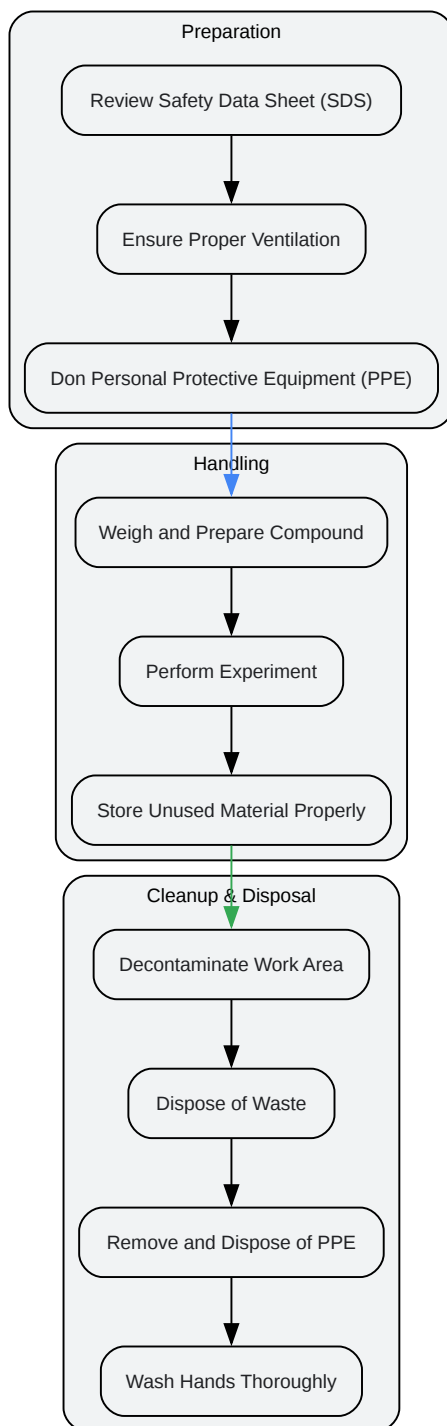 Preparation
Review Safety Data Sheet (SDS)
Ensure Proper Ventilation
Don Personal Protective Equipment (PPE)
Handling
Weigh and Prepare Compound
Perform Experiment
Store Unused Material Properly
Cleanup & Disposal
Decontaminate Work Area
Dispose of Waste
Remove and Dispose of PPE
Wash Hands Thoroughly